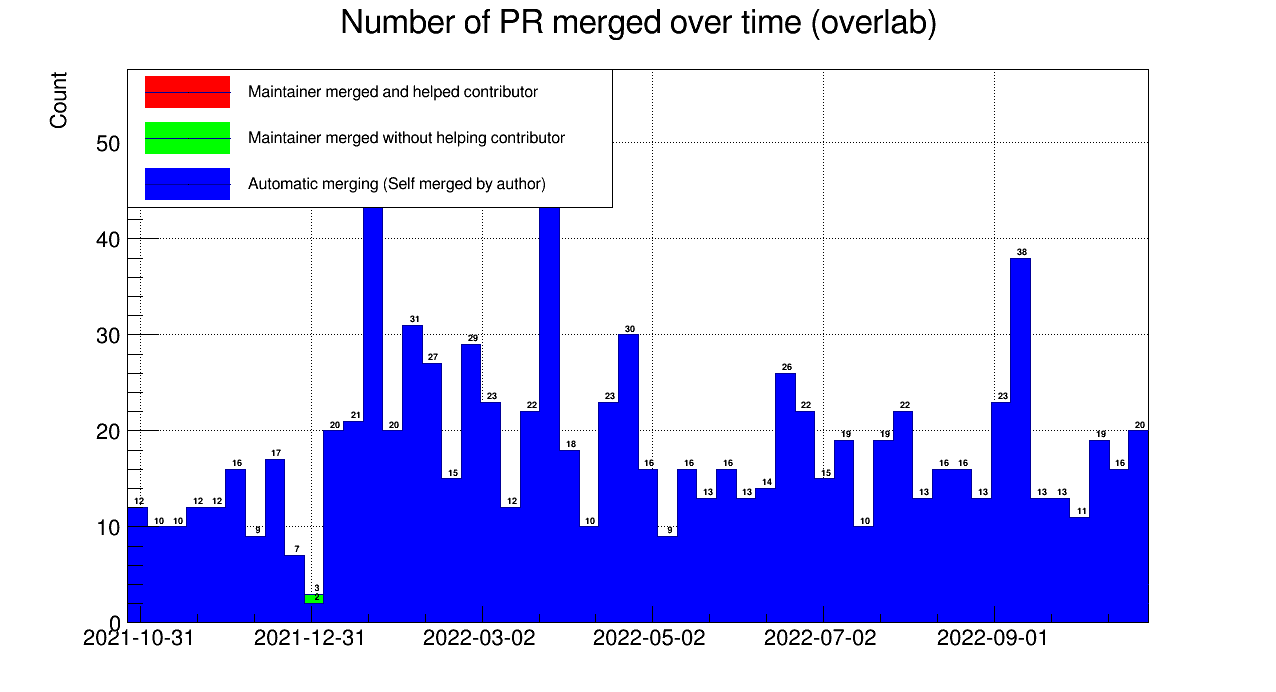 Number of PR merged over time (overlab)
Count
Maintainer merged and helped contributor
Maintainer merged without helping contributor
Automatic merging (Self merged by author)
50
40
30
20
10
0
12 10 10 12 12 16 9 17 7 3 2 20 21 20 31 27 15 29 23 12 22 18 10 23 30 16 9 16 13 16 13 14 26 22 15 19 10 19 22 13 16 16 13 23 38 13 13 11 19 16 20
2021-10-31 2021-12-31 2022-03-02 2022-05-02 2022-07-02 2022-09-01